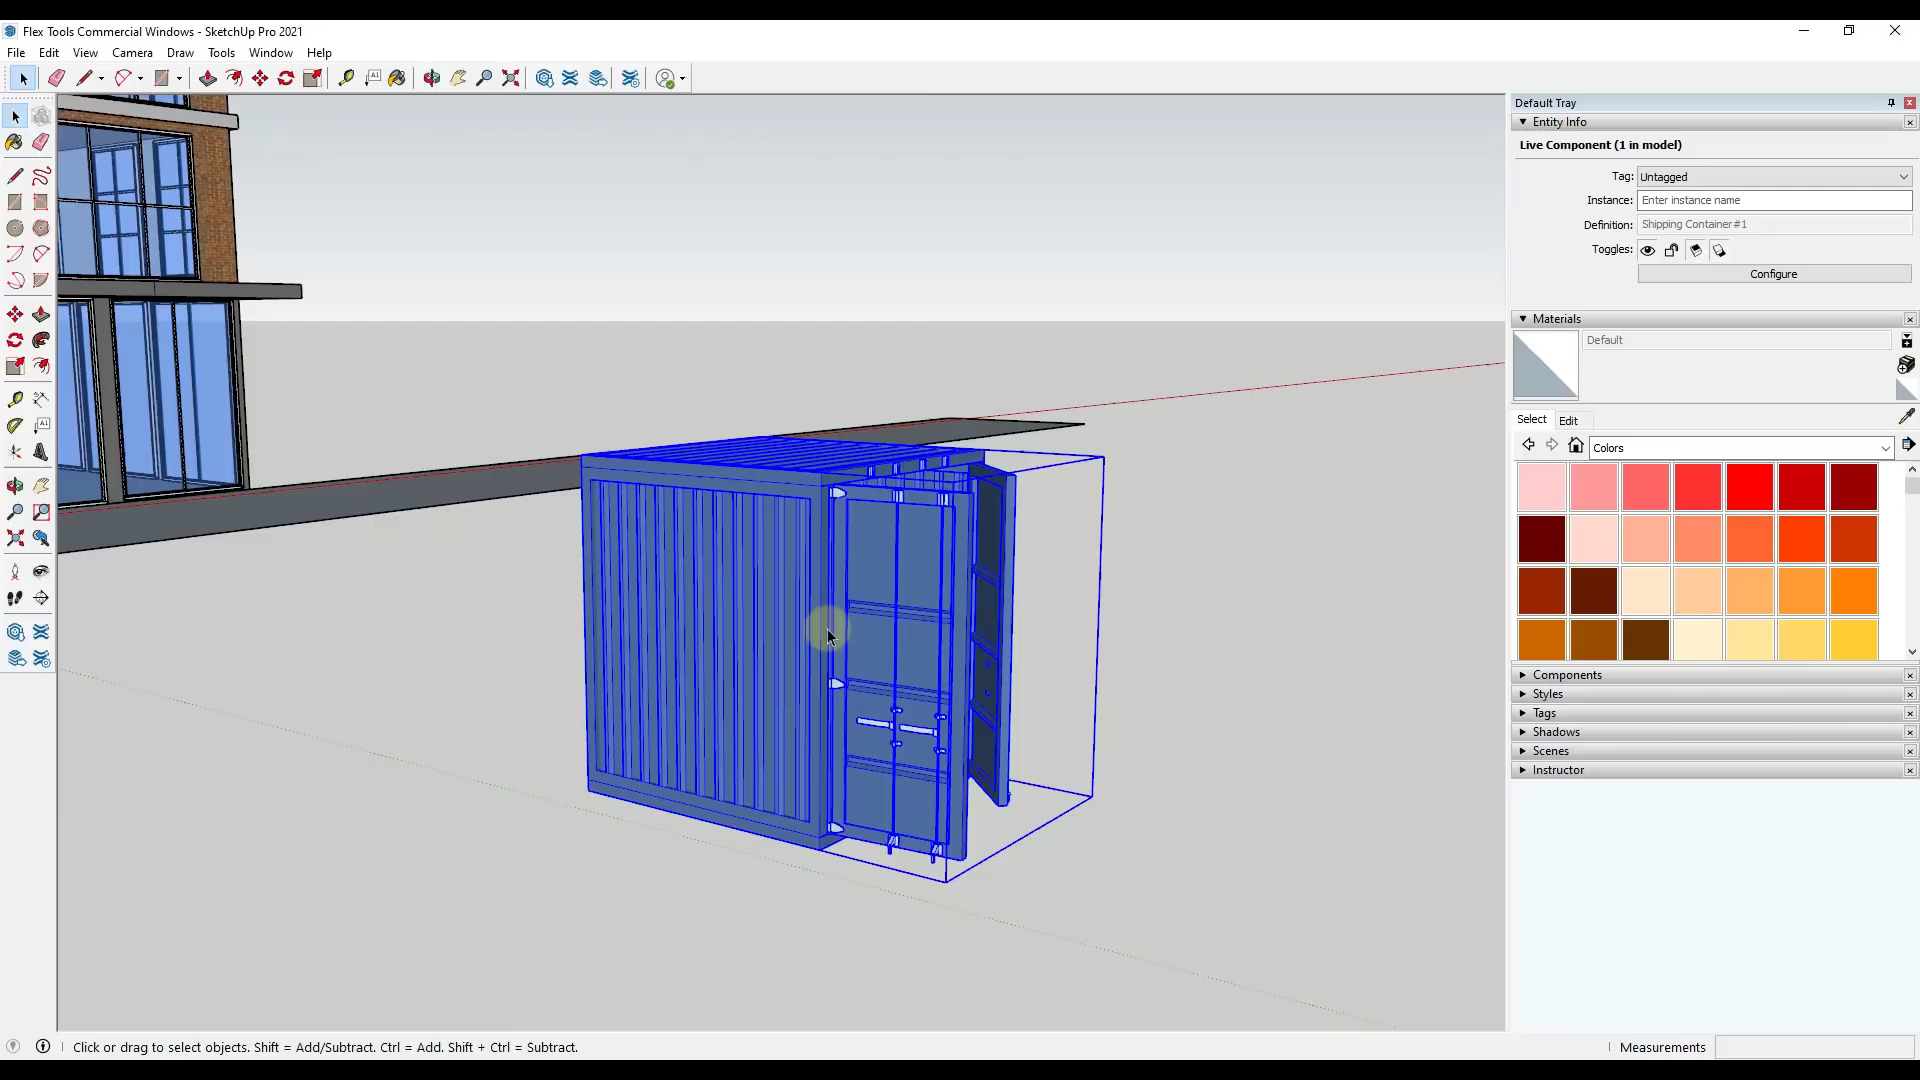 Flex Tools Commercial Windows - SketchUp Pro 2021
File Edit View Camera Draw Tools Window Help
Default Tray
Entity Info
Live Component (1 in model)
Tag: Untagged
Instance: Enter instance name
Definition: Shipping Container#1
Toggles:
Configure
Materials
Default
Select Edit
Colors
Components
Styles
Tags
Shadows
Scenes
Instructor
Click or drag to select objects. Shift = Add/Subtract. Ctrl = Add. Shift + Ctrl = Subtract.
Measurements